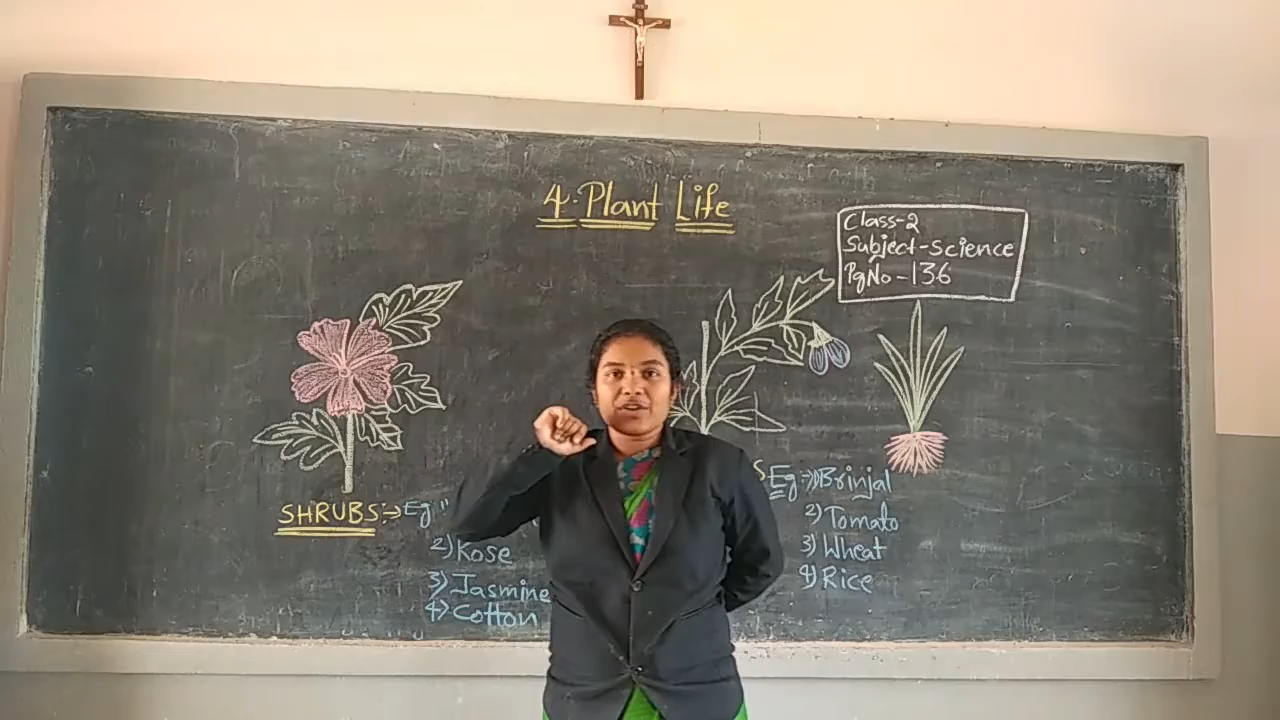 4. Plant Life
Class-2
Subject-Science
PgNo-136
SHRUBS:→Eg
2) Rose
3) Jasmine
4) Cotton
Eg→1) Brinjal
2) Tomato
3) Wheat
4) Rice